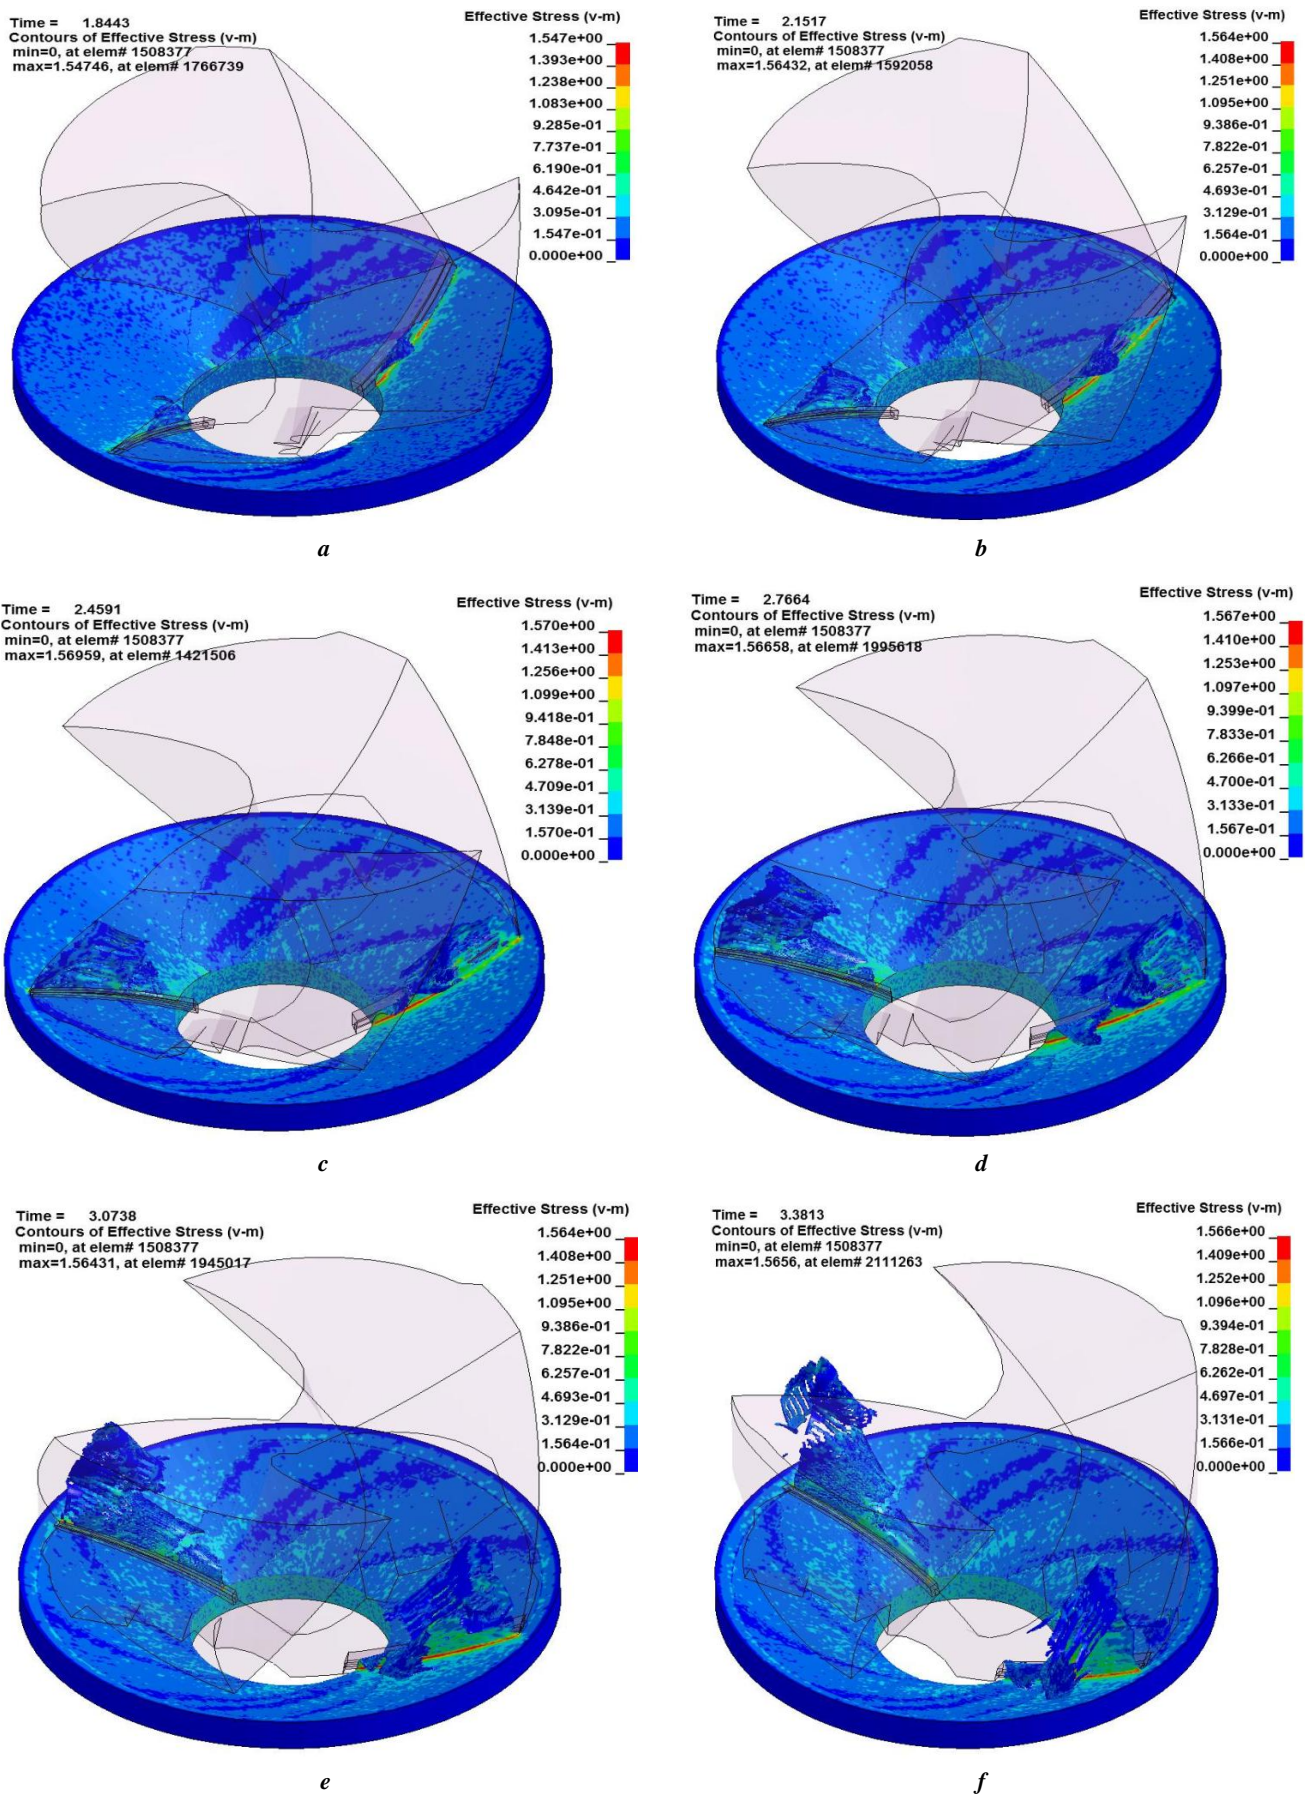 Time = 1.8443
Contours of Effective Stress (v-m)
min=0, at elem# 1508377
max=1.54746, at elem# 1766739
Effective Stress (v-m)
1.547e+00
1.393e+00
1.238e+00
1.083e+00
9.285e-01
7.737e-01
6.190e-01
4.642e-01
3.095e-01
1.547e-01
0.000e+00
a
Time = 2.1517
Contours of Effective Stress (v-m)
min=0, at elem# 1508377
max=1.56432, at elem# 1592058
Effective Stress (v-m)
1.564e+00
1.408e+00
1.251e+00
1.095e+00
9.386e-01
7.822e-01
6.257e-01
4.693e-01
3.129e-01
1.564e-01
0.000e+00
b
Time = 2.4591
Contours of Effective Stress (v-m)
min=0, at elem# 1508377
max=1.56959, at elem# 1421506
Effective Stress (v-m)
1.570e+00
1.413e+00
1.256e+00
1.099e+00
9.418e-01
7.848e-01
6.278e-01
4.709e-01
3.139e-01
1.570e-01
0.000e+00
c
Time = 2.7664
Contours of Effective Stress (v-m)
min=0, at elem# 1508377
max=1.56658, at elem# 1995618
Effective Stress (v-m)
1.567e+00
1.410e+00
1.253e+00
1.097e+00
9.399e-01
7.833e-01
6.266e-01
4.700e-01
3.133e-01
1.567e-01
0.000e+00
d
Time = 3.0738
Contours of Effective Stress (v-m)
min=0, at elem# 1508377
max=1.56431, at elem# 1945017
Effective Stress (v-m)
1.564e+00
1.408e+00
1.251e+00
1.095e+00
9.386e-01
7.822e-01
6.257e-01
4.693e-01
3.129e-01
1.564e-01
0.000e+00
e
Time = 3.3813
Contours of Effective Stress (v-m)
min=0, at elem# 1508377
max=1.5656, at elem# 2111263
Effective Stress (v-m)
1.566e+00
1.409e+00
1.252e+00
1.096e+00
9.394e-01
7.828e-01
6.262e-01
4.697e-01
3.131e-01
1.566e-01
0.000e+00
f